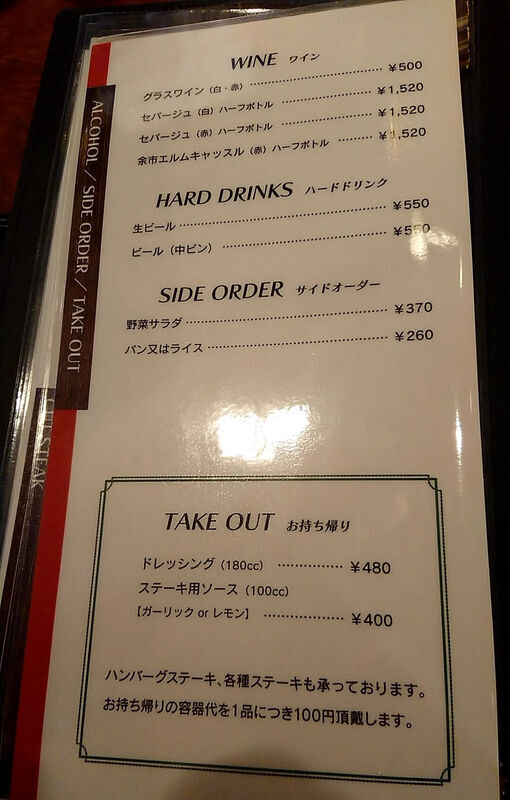 WINE ワイン
グラスワイン（白・赤） ¥500
セパージュ（白）ハーフボトル ¥1,520
セパージュ（赤）ハーフボトル ¥1,520
余市エルムキャッスル（赤）ハーフボトル ¥1,520
HARD DRINKS ハードドリンク
生ビール ¥550
ビール（中ビン） ¥550
SIDE ORDER サイドオーダー
野菜サラダ ¥370
パン又はライス ¥260
TAKE OUT お持ち帰り
ドレッシング（180cc） ¥480
ステーキ用ソース（100cc）
【ガーリック or レモン】 ¥400
ハンバーグステーキ、各種ステーキも承っております。
お持ち帰りの容器代を1品につき100円頂戴します。
ALCOHOL / SIDE ORDER / TAKE OUT